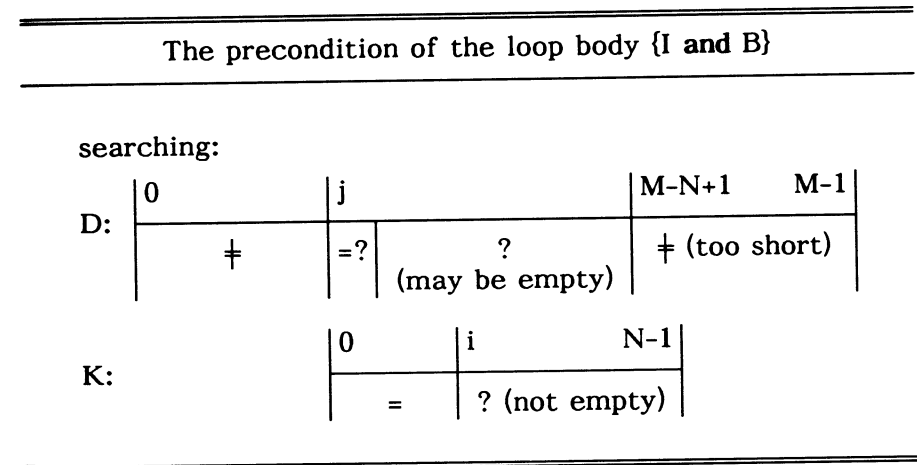 The precondition of the loop body {I and B}
searching:
D: 0 j M-N+1 M-1
≠ =? ? ≠ (too short)
(may be empty)
K: 0 i N-1
= ? (not empty)